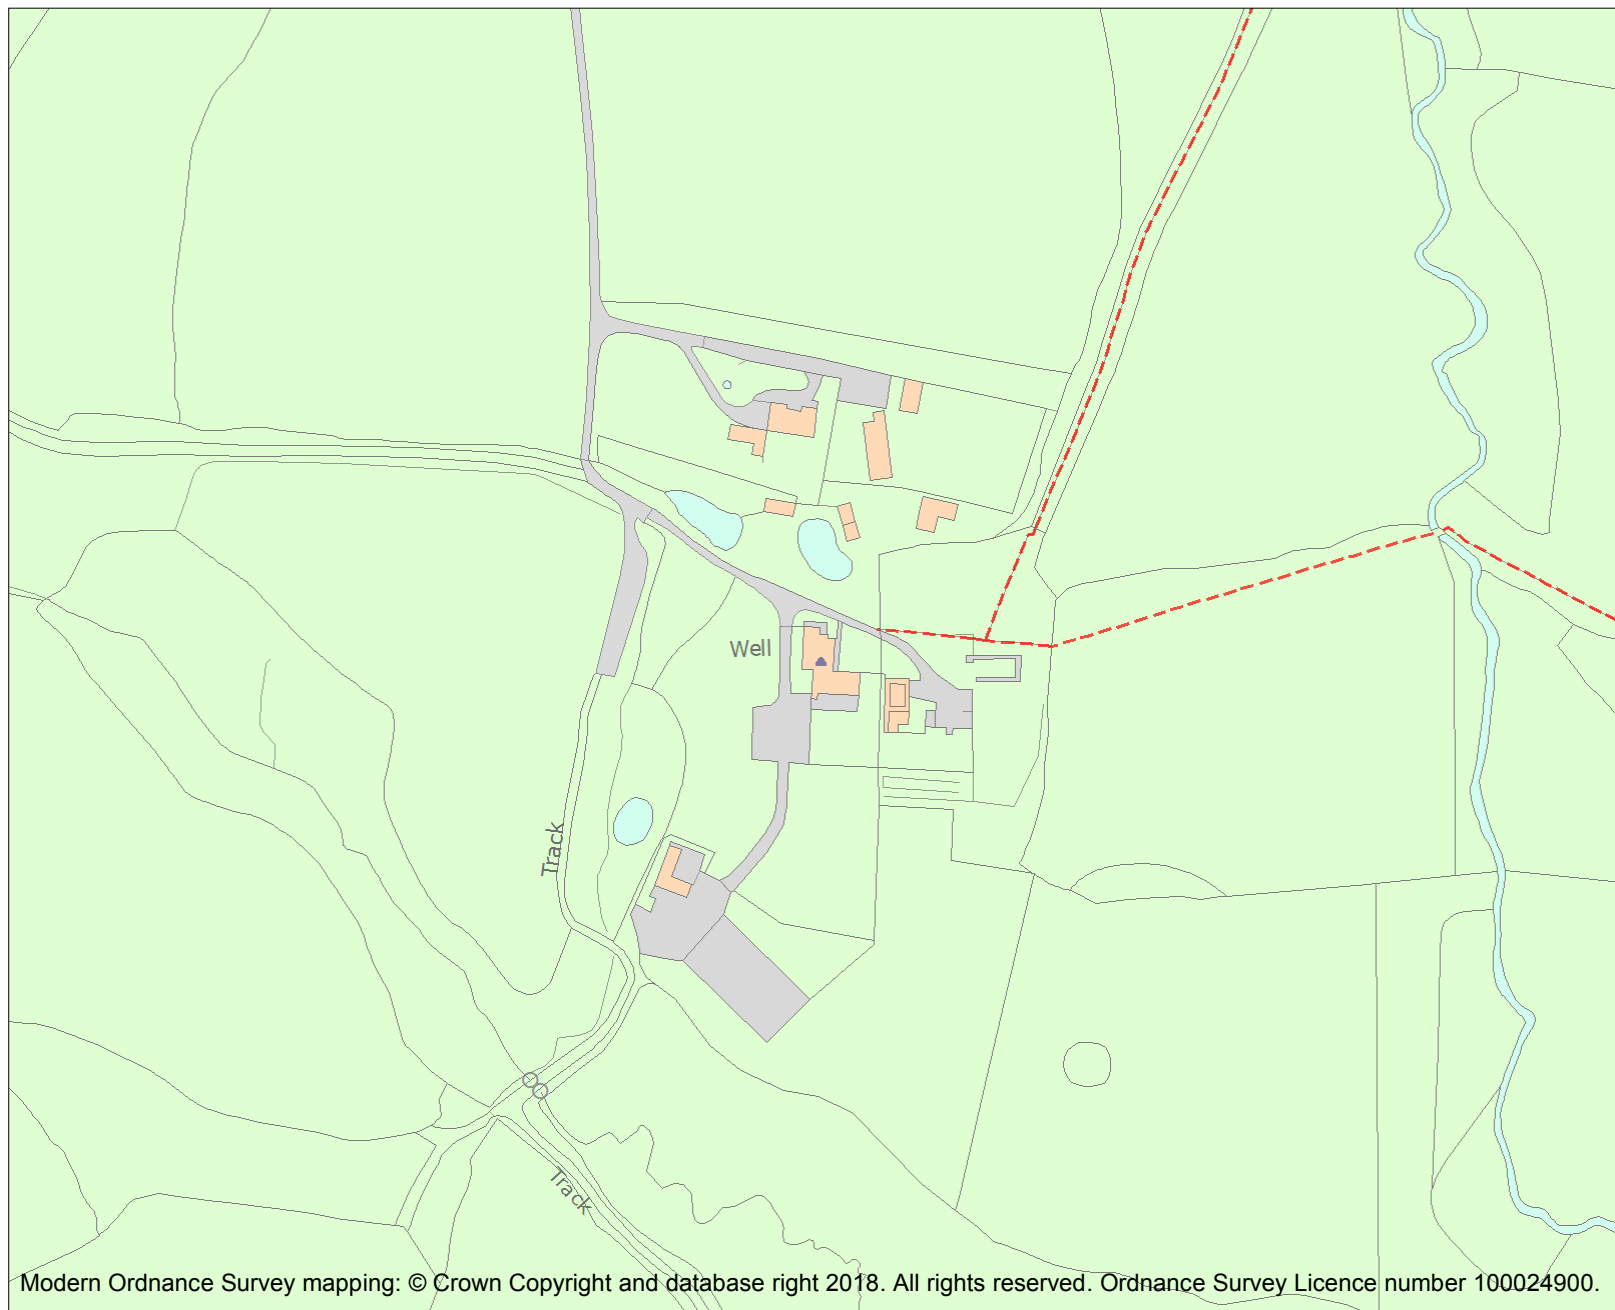 Well
Track
Track
Modern Ordnance Survey mapping: © Crown Copyright and database right 2018. All rights reserved. Ordnance Survey Licence number 100024900.